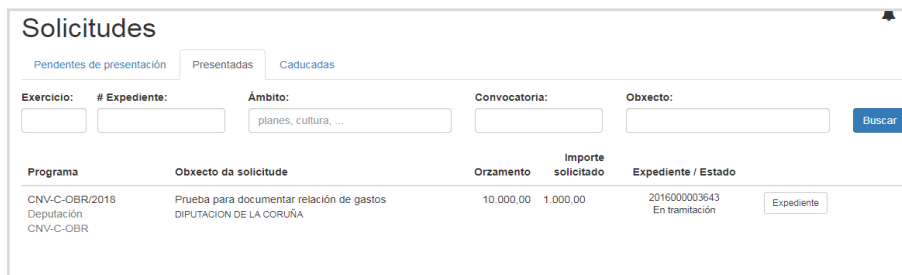 Solicitudes
Pendentes de presentación Presentadas Caducadas
Exercicio: # Expediente: Ámbito: Convocatoria: Obxecto:
planes, cultura, ... Buscar
Importe
Programa Obxecto da solicitude Orzamento solicitado Expediente / Estado
CNV-C-OBR/2018 Prueba para documentar relación de gastos 10.000,00 1.000,00 2016000003643 Expediente
Deputación DIPUTACION DE LA CORUÑA En tramitación
CNV-C-OBR